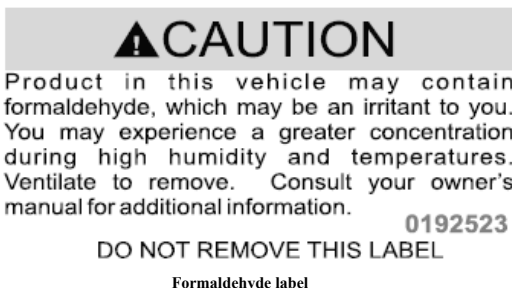 CAUTION
Product in this vehicle may contain
formaldehyde, which may be an irritant to you.
You may experience a greater concentration
during high humidity and temperatures.
Ventilate to remove. Consult your owner's
manual for additional information.
0192523
DO NOT REMOVE THIS LABEL
Formaldehyde label